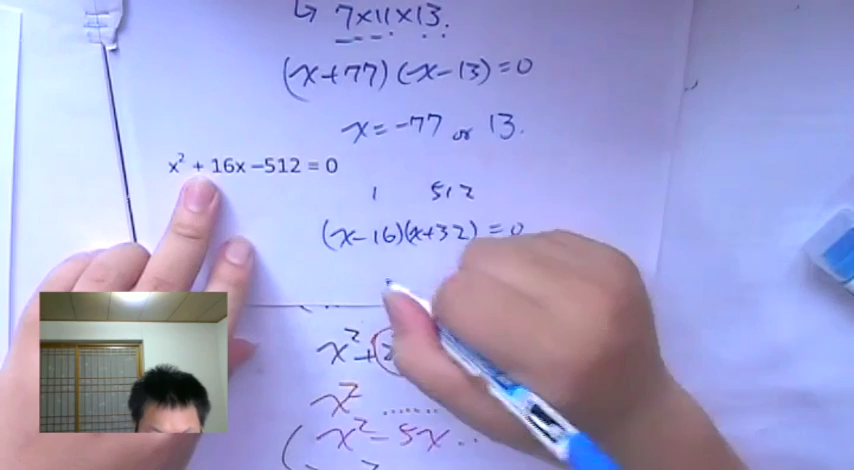 ↳ 7×11×13.
(x+77)(x-13)=0
x=-77 or 13.
x² + 16x −512 = 0
1 512
(x-16)(x+32)=0
x²+
x² ......
(x²-5x..